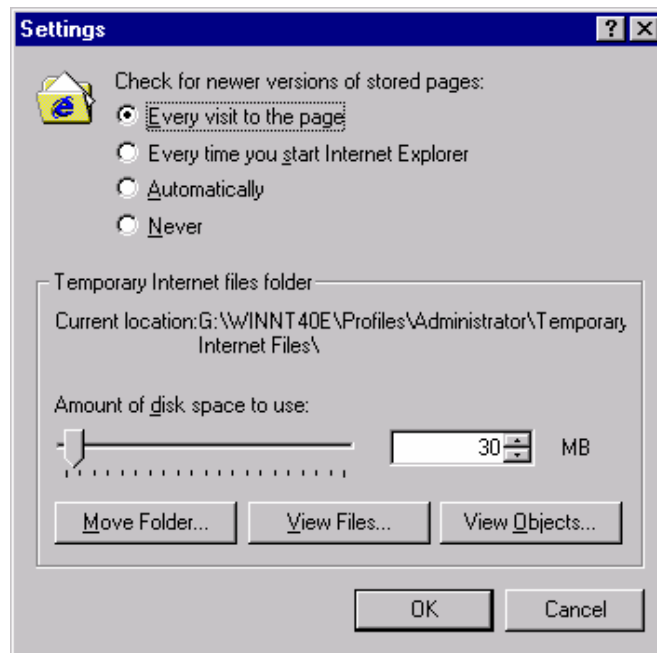 Settings
Check for newer versions of stored pages:
Every visit to the page
Every time you start Internet Explorer
Automatically
Never
Temporary Internet files folder
Current location:G:\WINNT40E\Profiles\Administrator\Temporary
Internet Files\
Amount of disk space to use:
30 MB
Move Folder... View Files... View Objects...
OK Cancel